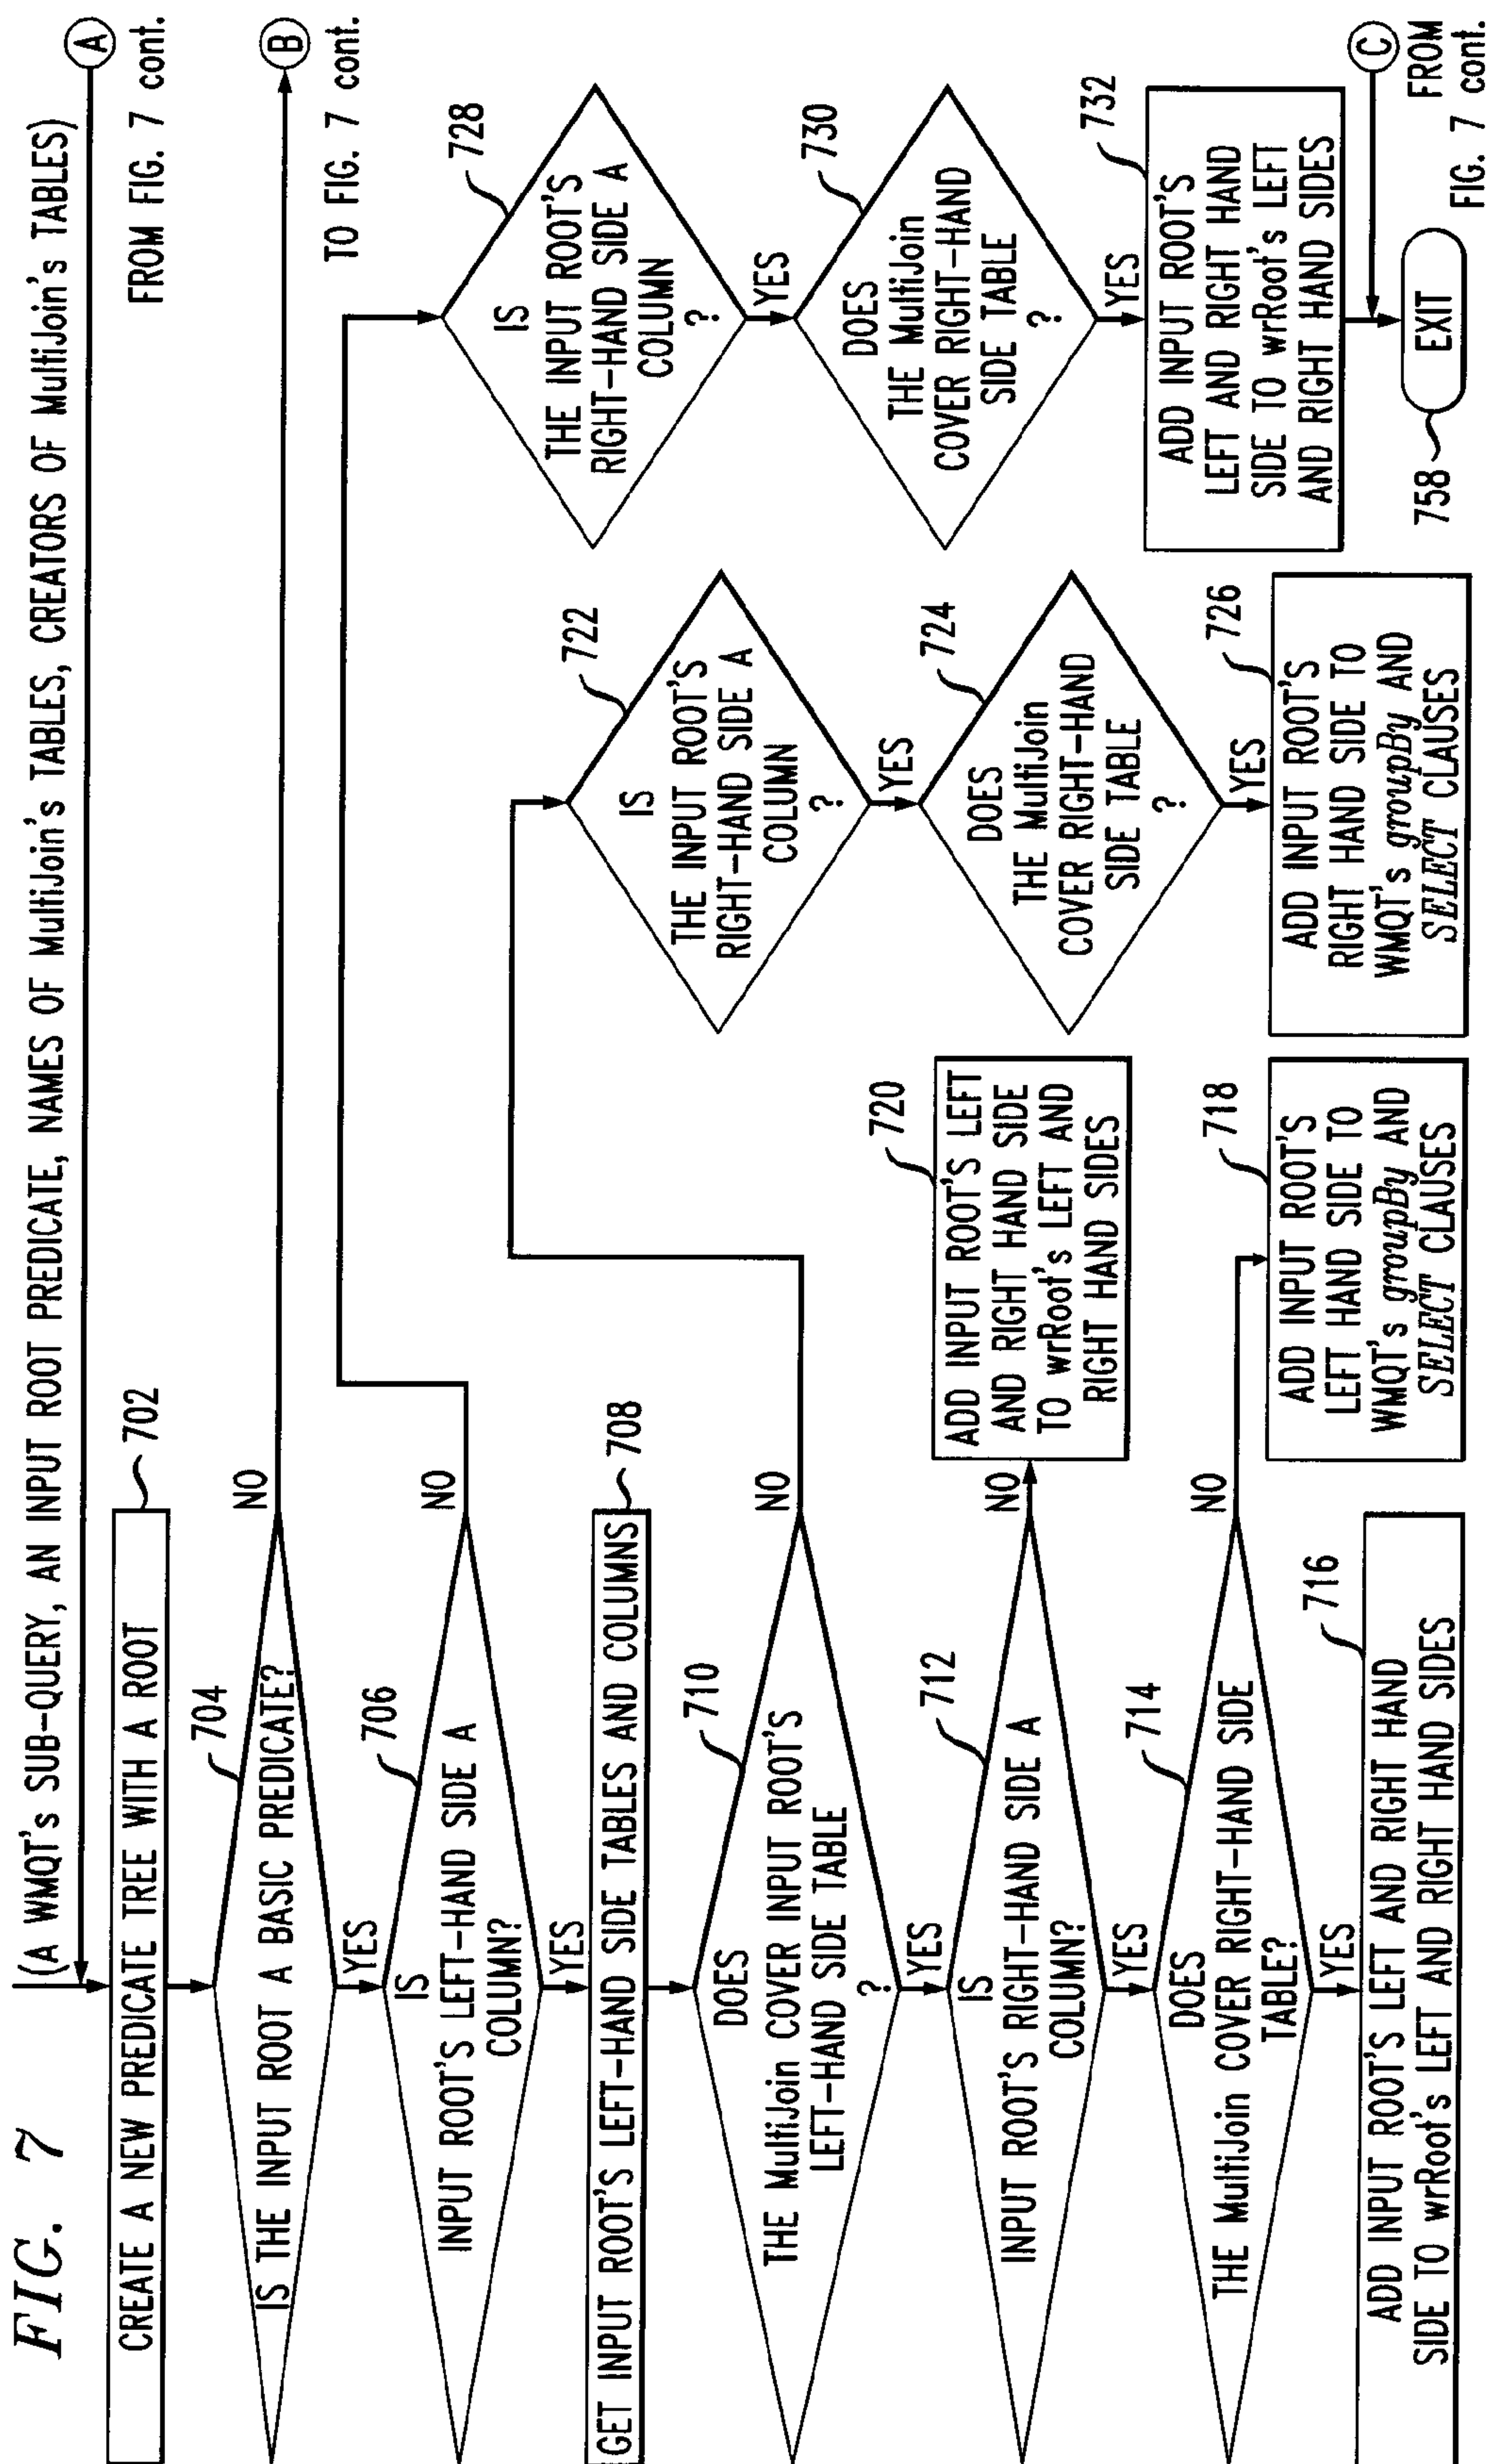 FIG. 7
(A WMQT's SUB-QUERY, AN INPUT ROOT PREDICATE, NAMES OF MultiJoin's TABLES, CREATORS OF MultiJoin's TABLES)
A
FROM FIG. 7 cont.
CREATE A NEW PREDICATE TREE WITH A ROOT
702
704
IS THE INPUT ROOT A BASIC PREDICATE?
NO
B
TO FIG. 7 cont.
YES
706
IS
INPUT ROOT'S LEFT-HAND SIDE A
COLUMN?
NO
YES
GET INPUT ROOT'S LEFT-HAND SIDE TABLES AND COLUMNS
708
710
DOES
THE MultiJoin COVER INPUT ROOT'S
LEFT-HAND SIDE TABLE
?
NO
YES
712
IS
INPUT ROOT'S RIGHT-HAND SIDE A
COLUMN?
NO
YES
714
DOES
THE MultiJoin COVER RIGHT-HAND SIDE
TABLE?
NO
YES
716
ADD INPUT ROOT'S LEFT AND RIGHT HAND
SIDE TO wrRoot's LEFT AND RIGHT HAND SIDES
720
ADD INPUT ROOT'S LEFT
AND RIGHT HAND SIDE
TO wrRoot's LEFT AND
RIGHT HAND SIDES
718
ADD INPUT ROOT'S
LEFT HAND SIDE TO
WMQT's groupBy AND
SELECT CLAUSES
722
IS
THE INPUT ROOT'S
RIGHT-HAND SIDE A
COLUMN
?
YES
724
DOES
THE MultiJoin
COVER RIGHT-HAND
SIDE TABLE
?
YES
726
ADD INPUT ROOT'S
RIGHT HAND SIDE TO
WMQT's groupBy AND
SELECT CLAUSES
728
IS
THE INPUT ROOT'S
RIGHT-HAND SIDE A
COLUMN
?
YES
730
DOES
THE MultiJoin
COVER RIGHT-HAND
SIDE TABLE
?
YES
732
ADD INPUT ROOT'S
LEFT AND RIGHT HAND
SIDE TO wrRoot's LEFT
AND RIGHT HAND SIDES
C
FROM
FIG. 7 cont.
EXIT
758